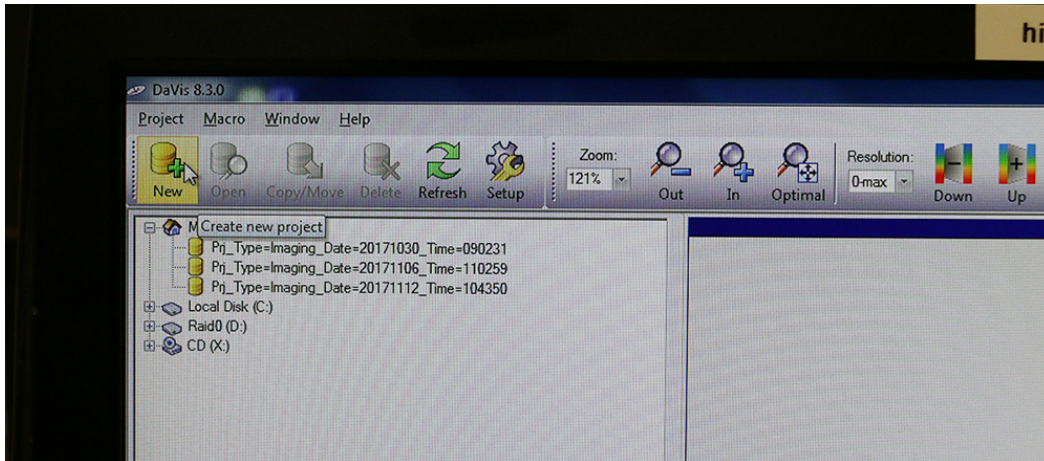 hi
DaVis 8.3.0
Project Macro Window Help
New Open Copy/Move Delete Refresh Setup
Zoom:
121%
Out In Optimal
Resolution:
0-max
Down Up
M
Create new project
Prj_Type=Imaging_Date=20171030_Time=090231
Prj_Type=Imaging_Date=20171106_Time=110259
Prj_Type=Imaging_Date=20171112_Time=104350
Local Disk (C:)
Raid0 (D:)
CD (X:)